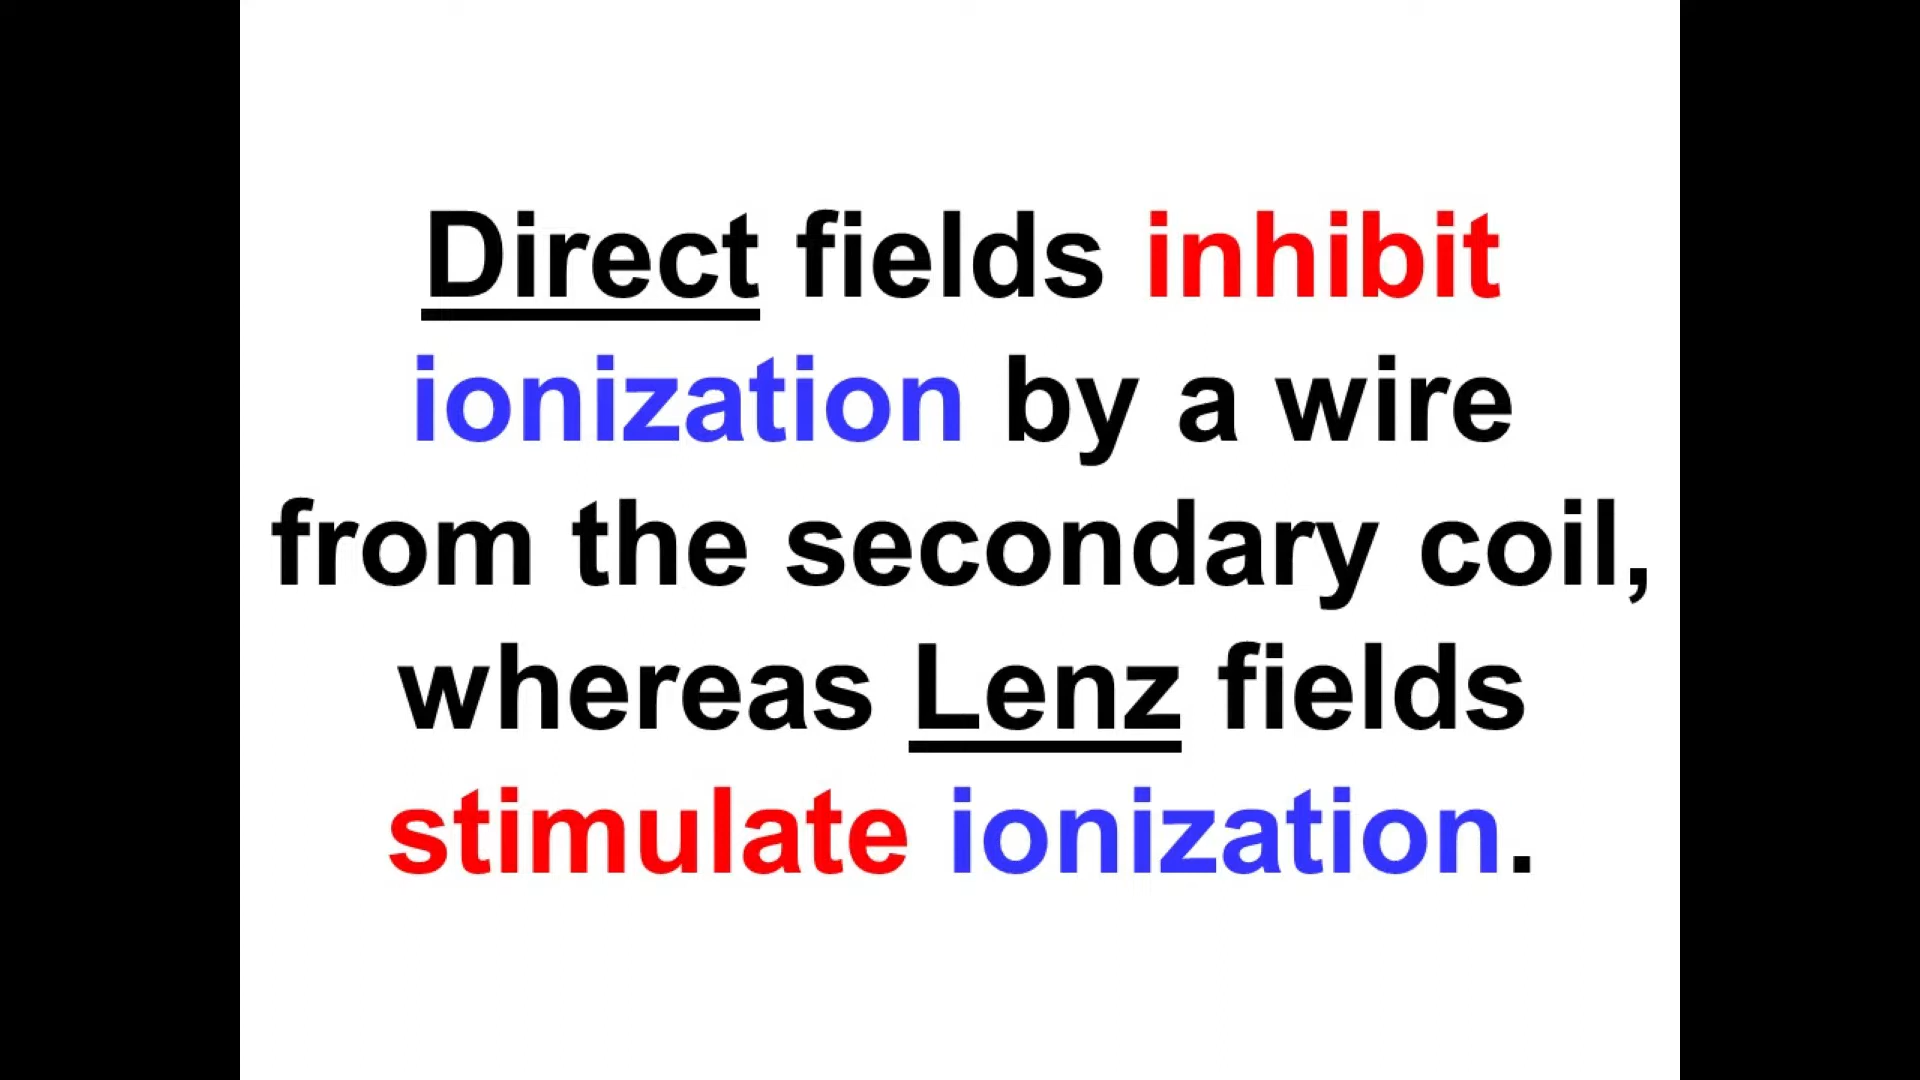 Direct fields inhibit
ionization by a wire
from the secondary coil,
whereas Lenz fields
stimulate ionization.